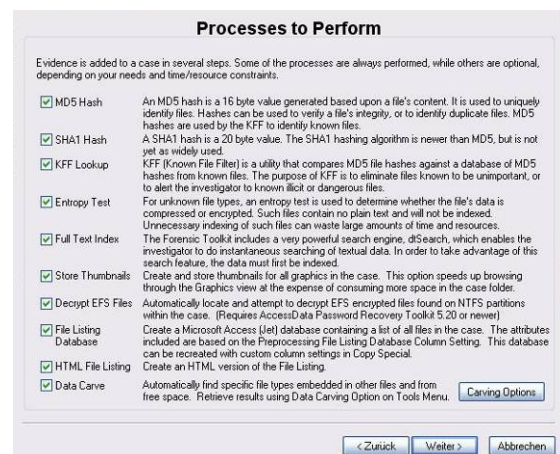 Processes to Perform
Evidence is added to a case in several steps. Some of the processes are always performed, while others are optional,
depending on your needs and time/resource constraints.
MD5 Hash
An MD5 hash is a 16 byte value generated based upon a file's content. It is used to uniquely
identify files. Hashes can be used to verify a file's integrity, or to identify duplicate files. MD5
hashes are used by the KFF to identify known files.
SHA1 Hash
A SHA1 hash is a 20 byte value. The SHA1 hashing algorithm is newer than MD5, but is not
yet as widely used.
KFF Lookup
KFF (Known File Filter) is a utility that compares MD5 file hashes against a database of MD5
hashes from known files. The purpose of KFF is to eliminate files known to be unimportant, or
to alert the investigator to known illicit or dangerous files.
Entropy Test
For unknown file types, an entropy test is used to determine whether the file's data is
compressed or encrypted. Such files contain no plain text and will not be indexed.
Unnecessary indexing of such files can waste large amounts of time and resources.
Full Text Index
The Forensic Toolkit includes a very powerful search engine, dtSearch, which enables the
investigator to do instantaneous searching of textual data. In order to take advantage of this
search feature, the data must first be indexed.
Store Thumbnails
Create and store thumbnails for all graphics in the case. This option speeds up browsing
through the Graphics view at the expense of consuming more space in the case folder.
Decrypt EFS Files
Automatically locate and attempt to decrypt EFS encrypted files found on NTFS partitions
within the case. (Requires AccessData Password Recovery Toolkit 5.20 or newer)
File Listing
Database
Create a Microsoft Access (Jet) database containing a list of all files in the case. The attributes
included are based on the Preprocessing File Listing Database Column Setting. This database
can be recreated with custom column settings in Copy Special.
HTML File Listing
Create an HTML version of the File Listing.
Data Carve
Automatically find specific file types embedded in other files and from
free space. Retrieve results using Data Carving Option on Tools Menu.
Carving Options
< Zurück
Weiter >
Abbrechen